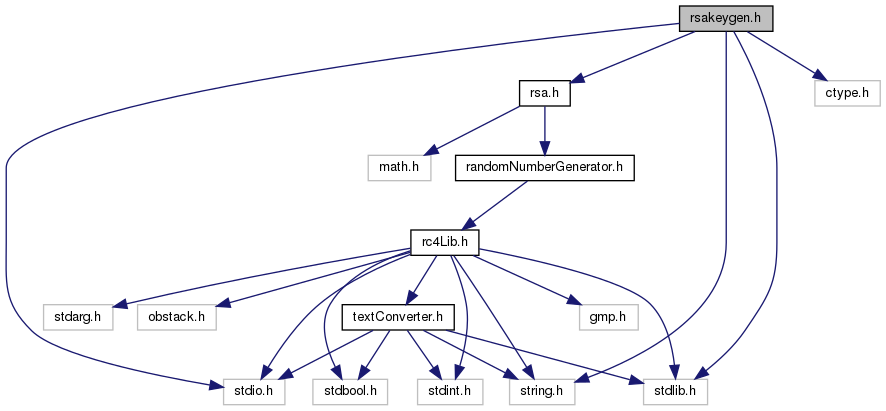 rsakeygen.h
rsa.h
ctype.h
math.h
randomNumberGenerator.h
rc4Lib.h
stdarg.h
obstack.h
textConverter.h
gmp.h
stdio.h
stdbool.h
stdint.h
string.h
stdlib.h